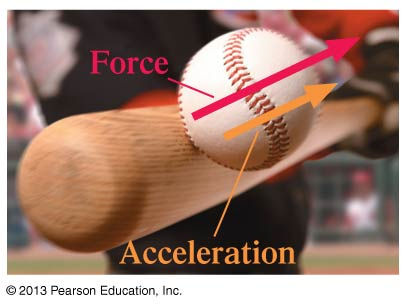 Force
Acceleration
© 2013 Pearson Education, Inc.